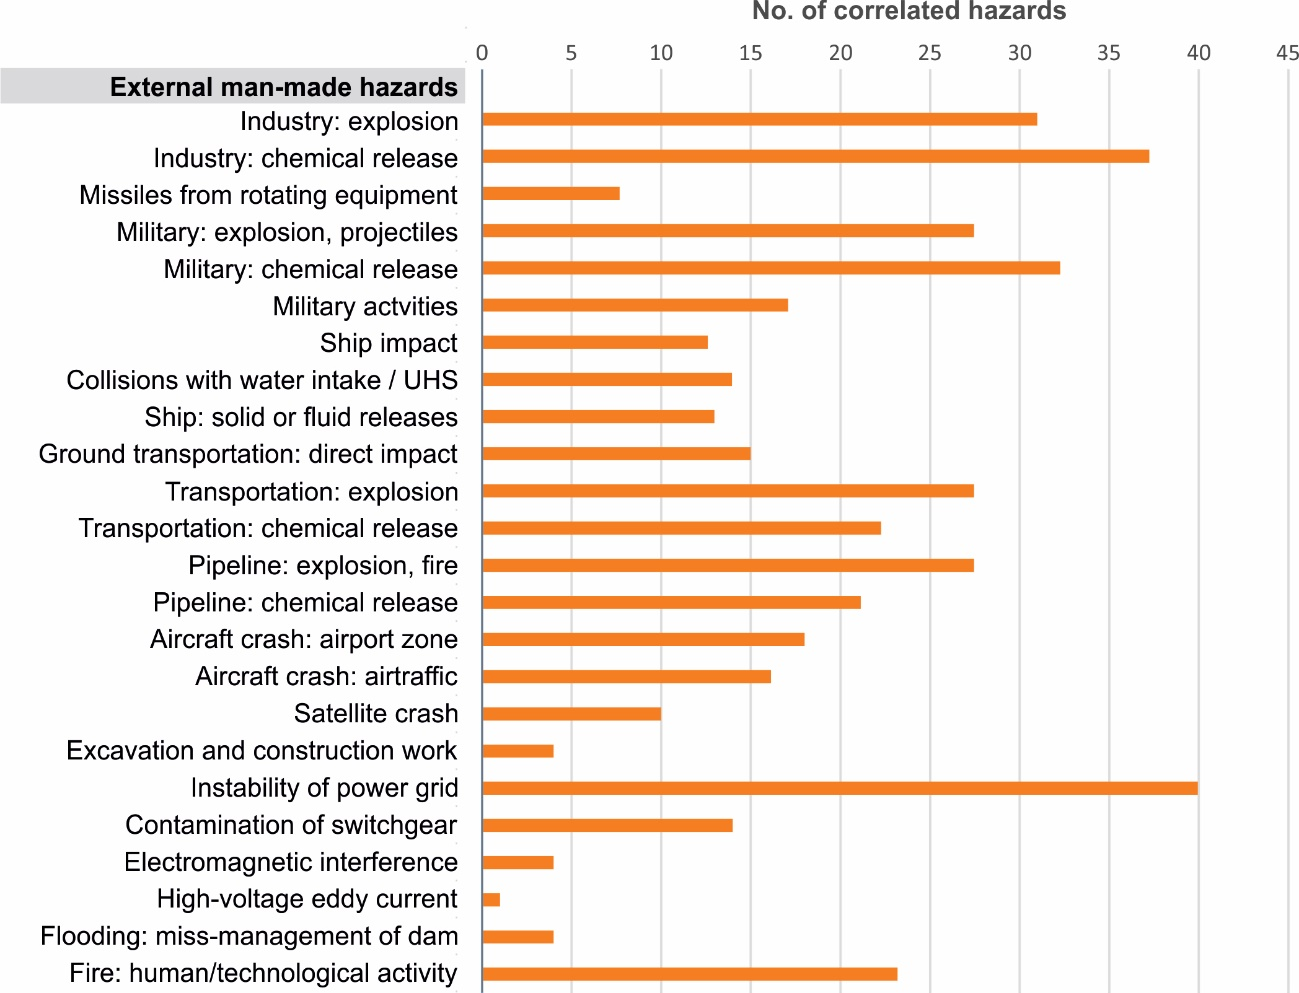 No. of correlated hazards
0 5 10 15 20 25 30 35 40 45
External man-made hazards
Industry: explosion
Industry: chemical release
Missiles from rotating equipment
Military: explosion, projectiles
Military: chemical release
Military actvities
Ship impact
Collisions with water intake / UHS
Ship: solid or fluid releases
Ground transportation: direct impact
Transportation: explosion
Transportation: chemical release
Pipeline: explosion, fire
Pipeline: chemical release
Aircraft crash: airport zone
Aircraft crash: airtraffic
Satellite crash
Excavation and construction work
Instability of power grid
Contamination of switchgear
Electromagnetic interference
High-voltage eddy current
Flooding: miss-management of dam
Fire: human/technological activity